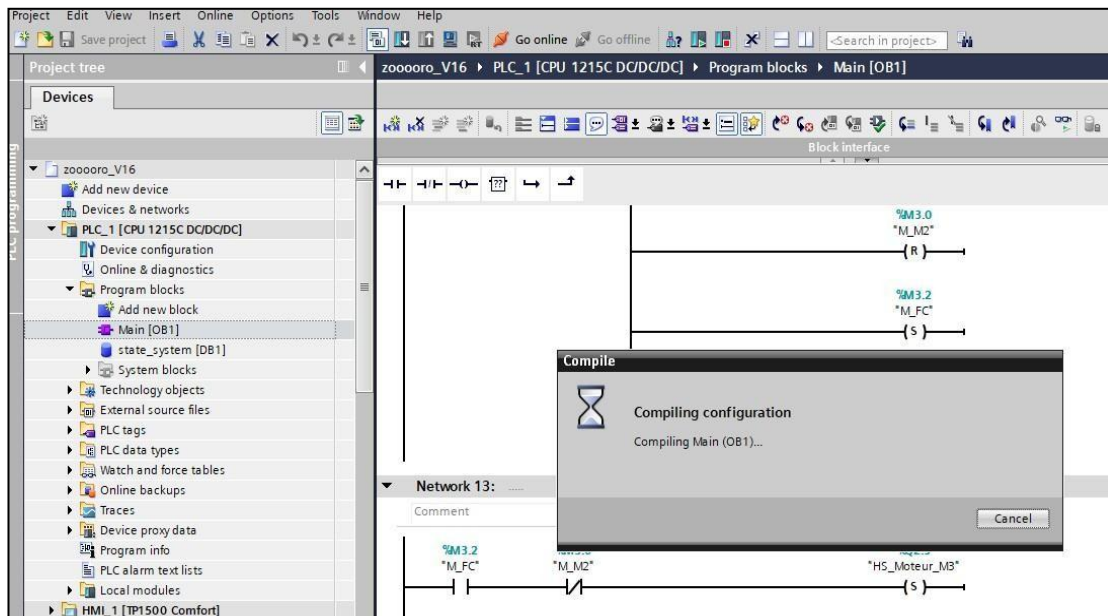 Project Edit View Insert Online Options Tools Window Help
Save project Go online Go offline <Search in project>
Project tree
zooooro_V16 PLC_1 [CPU 1215C DC/DC/DC] Program blocks Main [OB1]
Devices
Block interface
PLC programming
zooooro_V16
Add new device
Devices & networks
PLC_1 [CPU 1215C DC/DC/DC]
Device configuration
Online & diagnostics
Program blocks
Add new block
Main [OB1]
state_system [DB1]
System blocks
Technology objects
External source files
PLC tags
PLC data types
Watch and force tables
Online backups
Traces
Device proxy data
Program info
PLC alarm text lists
Local modules
HMI_1 [TP1500 Comfort]
%M3.0
"M_M2"
R
%M3.2
"M_FC"
S
Compile
Compiling configuration
Compiling Main (OB1)...
Cancel
Network 13: .....
Comment
%M3.2
"M_FC" "M_M2" "HS_Moteur_M3"
S